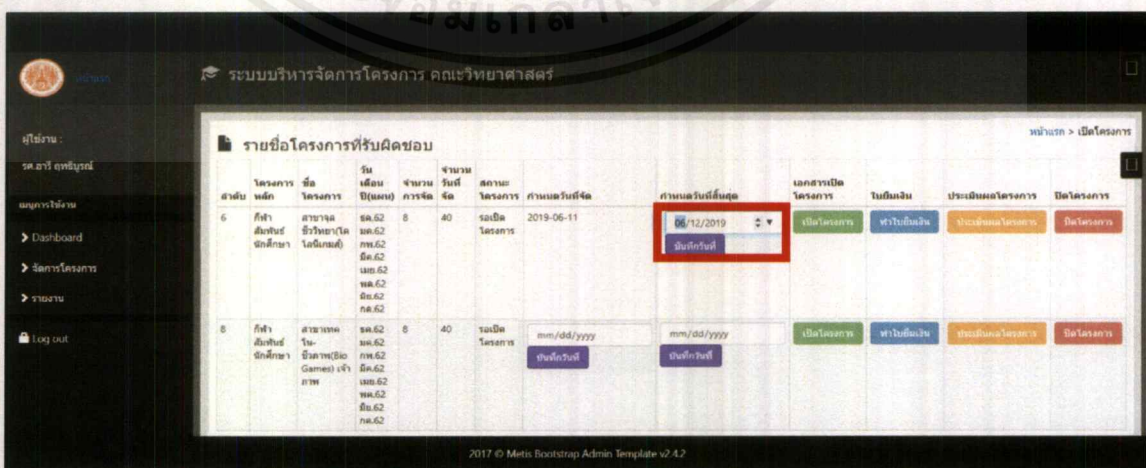 จอมเกล้า
หน้าแรก
ระบบบริหารจัดการโครงการ คณะวิทยาศาสตร์
ผู้ใช้งาน :
รศ.อารี ฤทธิบูรณ์
เมนูการใช้งาน
Dashboard
จัดการโครงการ
รายงาน
Log out
หน้าแรก > เปิดโครงการ
รายชื่อโครงการที่รับผิดชอบ
ลำดับ โครงการหลัก ชื่อโครงการ วันเดือนปี(แผน) จำนวนการจัด จำนวนวันที่จัด สถานะโครงการ กำหนดวันที่จัด กำหนดวันที่สิ้นสุด เอกสารเปิดโครงการ ใบยืมเงิน ประเมินผลโครงการ ปิดโครงการ
6 กีฬาสัมพันธ์นักศึกษา สาขาจุลชีววิทยา(โคโลนีเกมส์) ธค.62 8 40 รอเปิดโครงการ 2019-06-11 06/12/2019 เปิดโครงการ ทำใบยืมเงิน ประเมินผลโครงการ ปิดโครงการ
บันทึกวันที่
มค.62
กพ.62
มีค.62
เมย.62
พค.62
มิย.62
กค.62
8 กีฬาสัมพันธ์นักศึกษา สาขาเทคโน-ชีวภาพ(Bio Games) เจ้าภาพ ธค.62 8 40 รอเปิดโครงการ mm/dd/yyyy mm/dd/yyyy เปิดโครงการ ทำใบยืมเงิน ประเมินผลโครงการ ปิดโครงการ
บันทึกวันที่ บันทึกวันที่
มค.62
กพ.62
มีค.62
เมย.62
พค.62
มิย.62
กค.62
2017 © Metis Bootstrap Admin Template v2.4.2